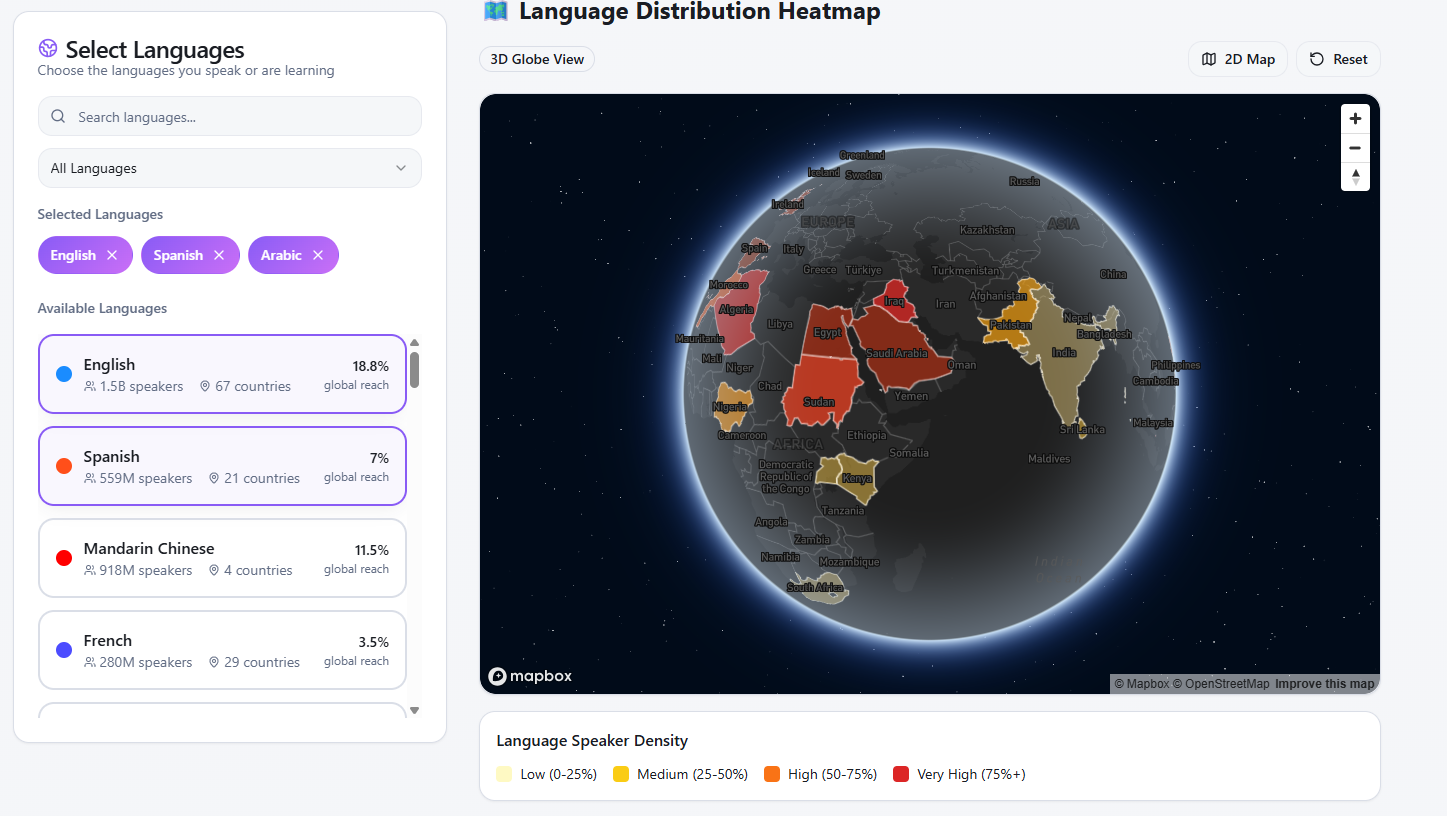 Select Languages
Choose the languages you speak or are learning
Search languages...
All Languages
Selected Languages
English
Spanish
Arabic
Available Languages
English
18.8%
1.5B speakers
67 countries
global reach
Spanish
7%
559M speakers
21 countries
global reach
Mandarin Chinese
11.5%
918M speakers
4 countries
global reach
French
3.5%
280M speakers
29 countries
global reach
Language Distribution Heatmap
3D Globe View
2D Map
Reset
Greenland
Iceland
Sweden
Russia
Ireland
EUROPE
ASIA
Kazakhstan
Spain
Italy
Greece
Türkiye
Turkmenistan
China
Morocco
Algeria
Iraq
Iran
Afghanistan
Libya
Egypt
Pakistan
Nepal
Bangladesh
Mauritania
Mali
Niger
Saudi Arabia
Oman
India
Philippines
Chad
Cambodia
Nigeria
Sudan
Yemen
Malaysia
Cameroon
AFRICA
Ethiopia
Sri Lanka
Somalia
Maldives
Democratic
Republic of
the Congo
Kenya
Tanzania
Angola
Zambia
Namibia
Mozambique
South Africa
mapbox
© Mapbox © OpenStreetMap Improve this map
Language Speaker Density
Low (0-25%)
Medium (25-50%)
High (50-75%)
Very High (75%+)